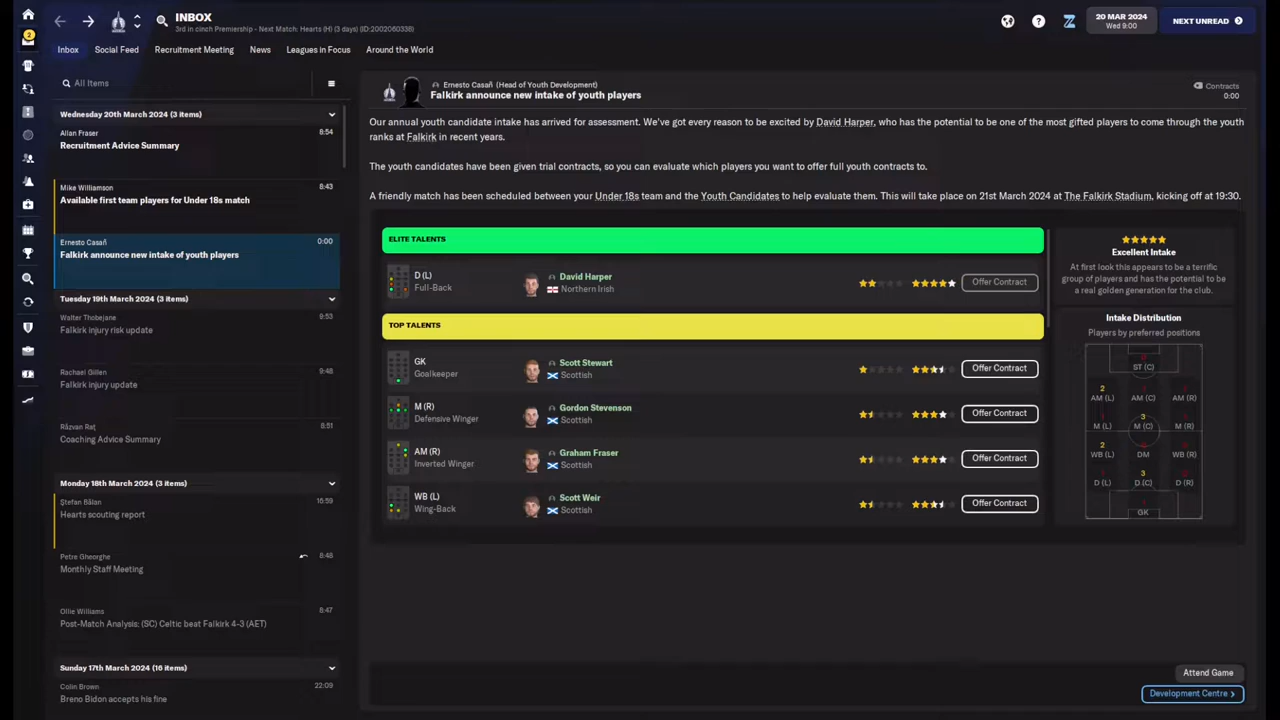 INBOX
3rd in cinch Premiership - Next Match: Hearts (H) (3 days) (ID:2002060338)
20 MAR 2024
Wed 9:00
NEXT UNREAD
2
Inbox
Social Feed
Recruitment Meeting
News
Leagues in Focus
Around the World
All Items
Wednesday 20th March 2024 (3 items)
Allan Fraser
8:54
Recruitment Advice Summary
Mike Williamson
8:43
Available first team players for Under 18s match
Ernesto Casañ
0:00
Falkirk announce new intake of youth players
Tuesday 19th March 2024 (3 items)
Walter Thobejane
9:53
Falkirk injury risk update
Rachael Gillen
9:48
Falkirk injury update
Răzvan Raț
8:51
Coaching Advice Summary
Monday 18th March 2024 (3 items)
Ștefan Bălan
16:59
Hearts scouting report
Petre Gheorghe
8:48
Monthly Staff Meeting
Ollie Williams
8:47
Post-Match Analysis: (SC) Celtic beat Falkirk 4-3 (AET)
Sunday 17th March 2024 (16 items)
Colin Brown
22:09
Breno Bidon accepts his fine
Ernesto Casañ (Head of Youth Development)
Falkirk announce new intake of youth players
Contracts
0:00
Our annual youth candidate intake has arrived for assessment. We've got every reason to be excited by David Harper, who has the potential to be one of the most gifted players to come through the youth
ranks at Falkirk in recent years.
The youth candidates have been given trial contracts, so you can evaluate which players you want to offer full youth contracts to.
A friendly match has been scheduled between your Under 18s team and the Youth Candidates to help evaluate them. This will take place on 21st March 2024 at The Falkirk Stadium, kicking off at 19:30.
ELITE TALENTS
D (L)
Full-Back
David Harper
Northern Irish
Offer Contract
TOP TALENTS
GK
Goalkeeper
Scott Stewart
Scottish
Offer Contract
M (R)
Defensive Winger
Gordon Stevenson
Scottish
Offer Contract
AM (R)
Inverted Winger
Graham Fraser
Scottish
Offer Contract
WB (L)
Wing-Back
Scott Weir
Scottish
Offer Contract
Excellent Intake
At first look this appears to be a terrific
group of players and has the potential to be
a real golden generation for the club.
Intake Distribution
Players by preferred positions
ST (C)
2
AM (L)
AM (C)
AM (R)
M (L)
3
M (C)
M (R)
2
WB (L)
DM
WB (R)
D (L)
3
D (C)
D (R)
GK
Attend Game
Development Centre